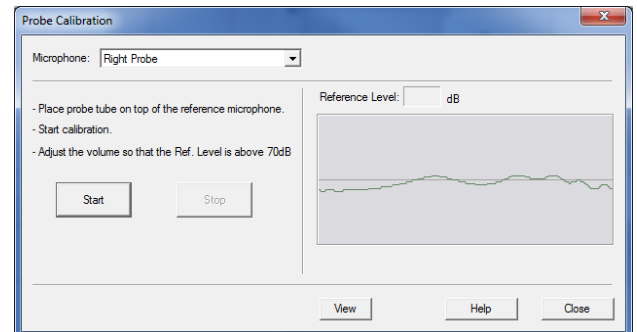 Probe Calibration
Microphone: Right Probe
- Place probe tube on top of the reference microphone.
- Start calibration.
- Adjust the volume so that the Ref. Level is above 70dB
Start Stop
Reference Level: dB
View Help Close